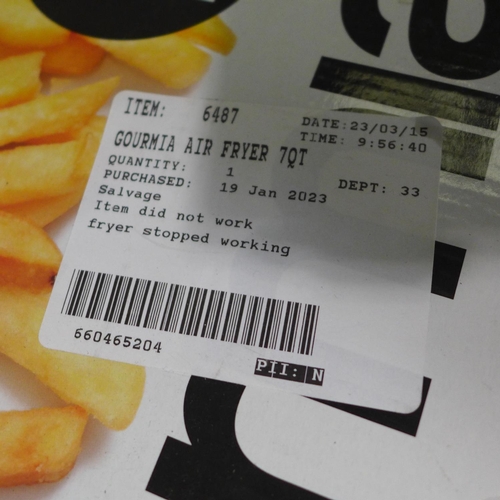 ITEM: 6487
DATE:23/03/15
TIME: 9:56:40
GOURMIA AIR FRYER 7QT
QUANTITY: 1
PURCHASED: 19 Jan 2023 DEPT: 33
Salvage
Item did not work
fryer stopped working
660465204
PII: N